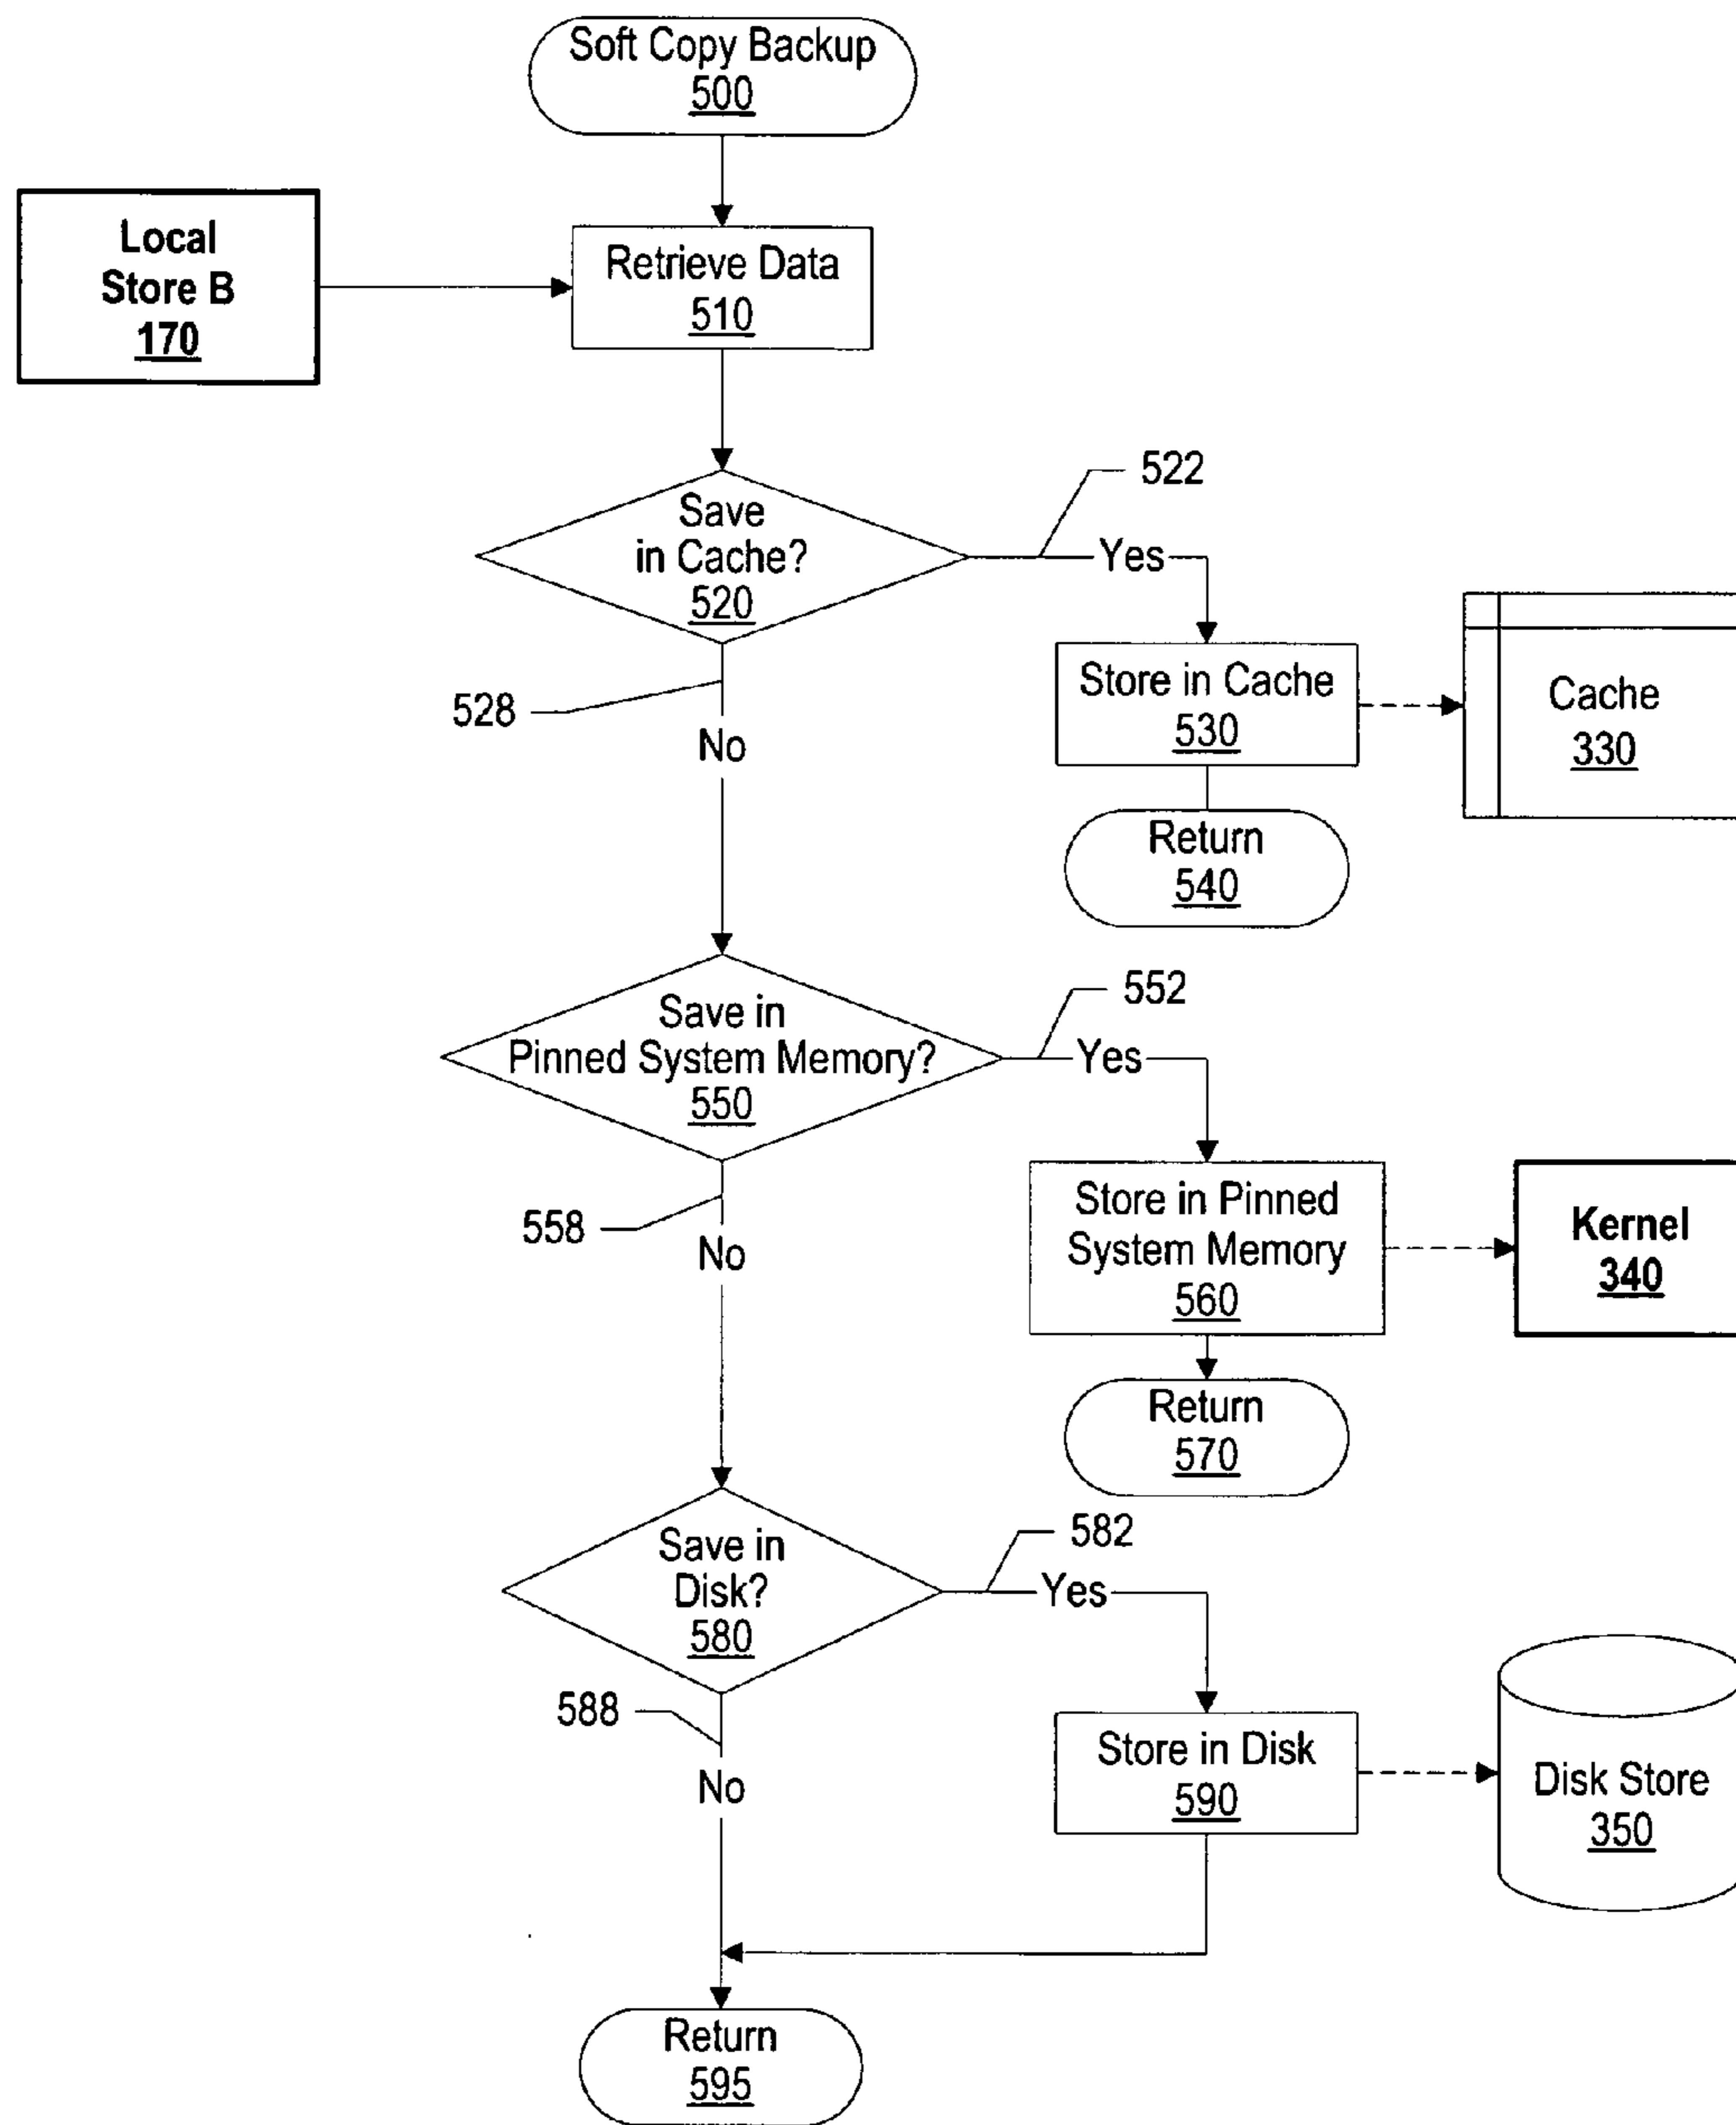 Soft Copy Backup
500
Local
Store B
170
Retrieve Data
510
522
Save
in Cache?
520
Yes
528
No
Store in Cache
530
Cache
330
Return
540
552
Save in
Pinned System Memory?
550
Yes
558
No
Store in Pinned
System Memory
560
Kernel
340
Return
570
582
Save in
Disk?
580
Yes
588
No
Store in Disk
590
Disk Store
350
Return
595